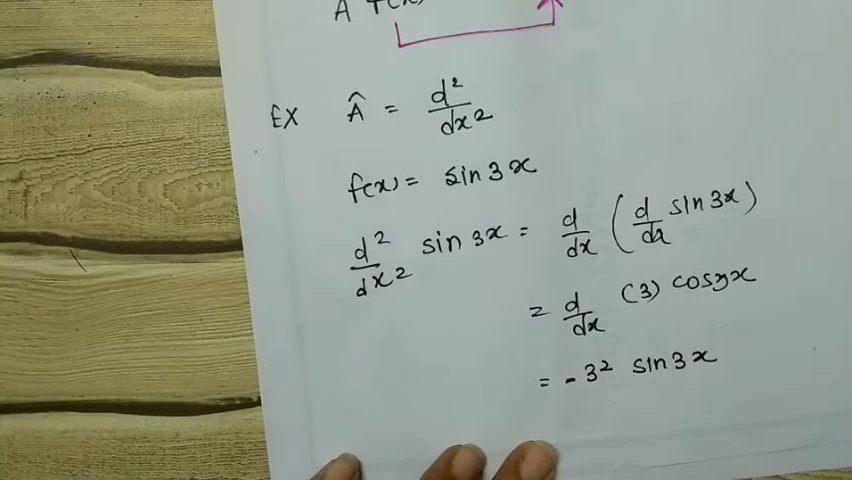 A f(x)
EX Â = d²/dx²
f(x) = sin 3x
d²/dx² sin 3x = d/dx (d/dx sin 3x)
= d/dx (3) cos3x
= -3² sin 3x